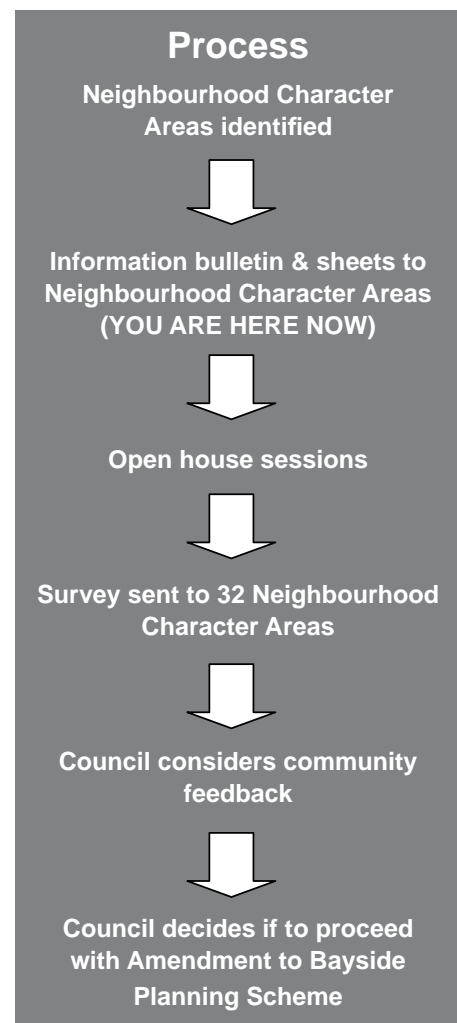 Process
Neighbourhood Character
Areas identified
Information bulletin & sheets to
Neighbourhood Character Areas
(YOU ARE HERE NOW)
Open house sessions
Survey sent to 32 Neighbourhood
Character Areas
Council considers community
feedback
Council decides if to proceed
with Amendment to Bayside
Planning Scheme